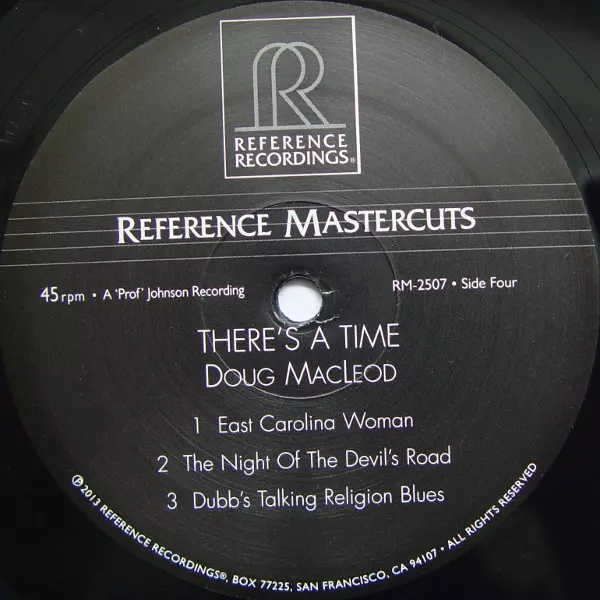 REFERENCE
RECORDINGS®
REFERENCE MASTERCUTS
45 rpm • A 'Prof' Johnson Recording
RM-2507 • Side Four
THERE'S A TIME
DOUG MACLEOD
1 East Carolina Woman
2 The Night Of The Devil's Road
3 Dubb's Talking Religion Blues
℗ 2013 REFERENCE RECORDINGS®, BOX 77225, SAN FRANCISCO, CA 94107 • ALL RIGHTS RESERVED